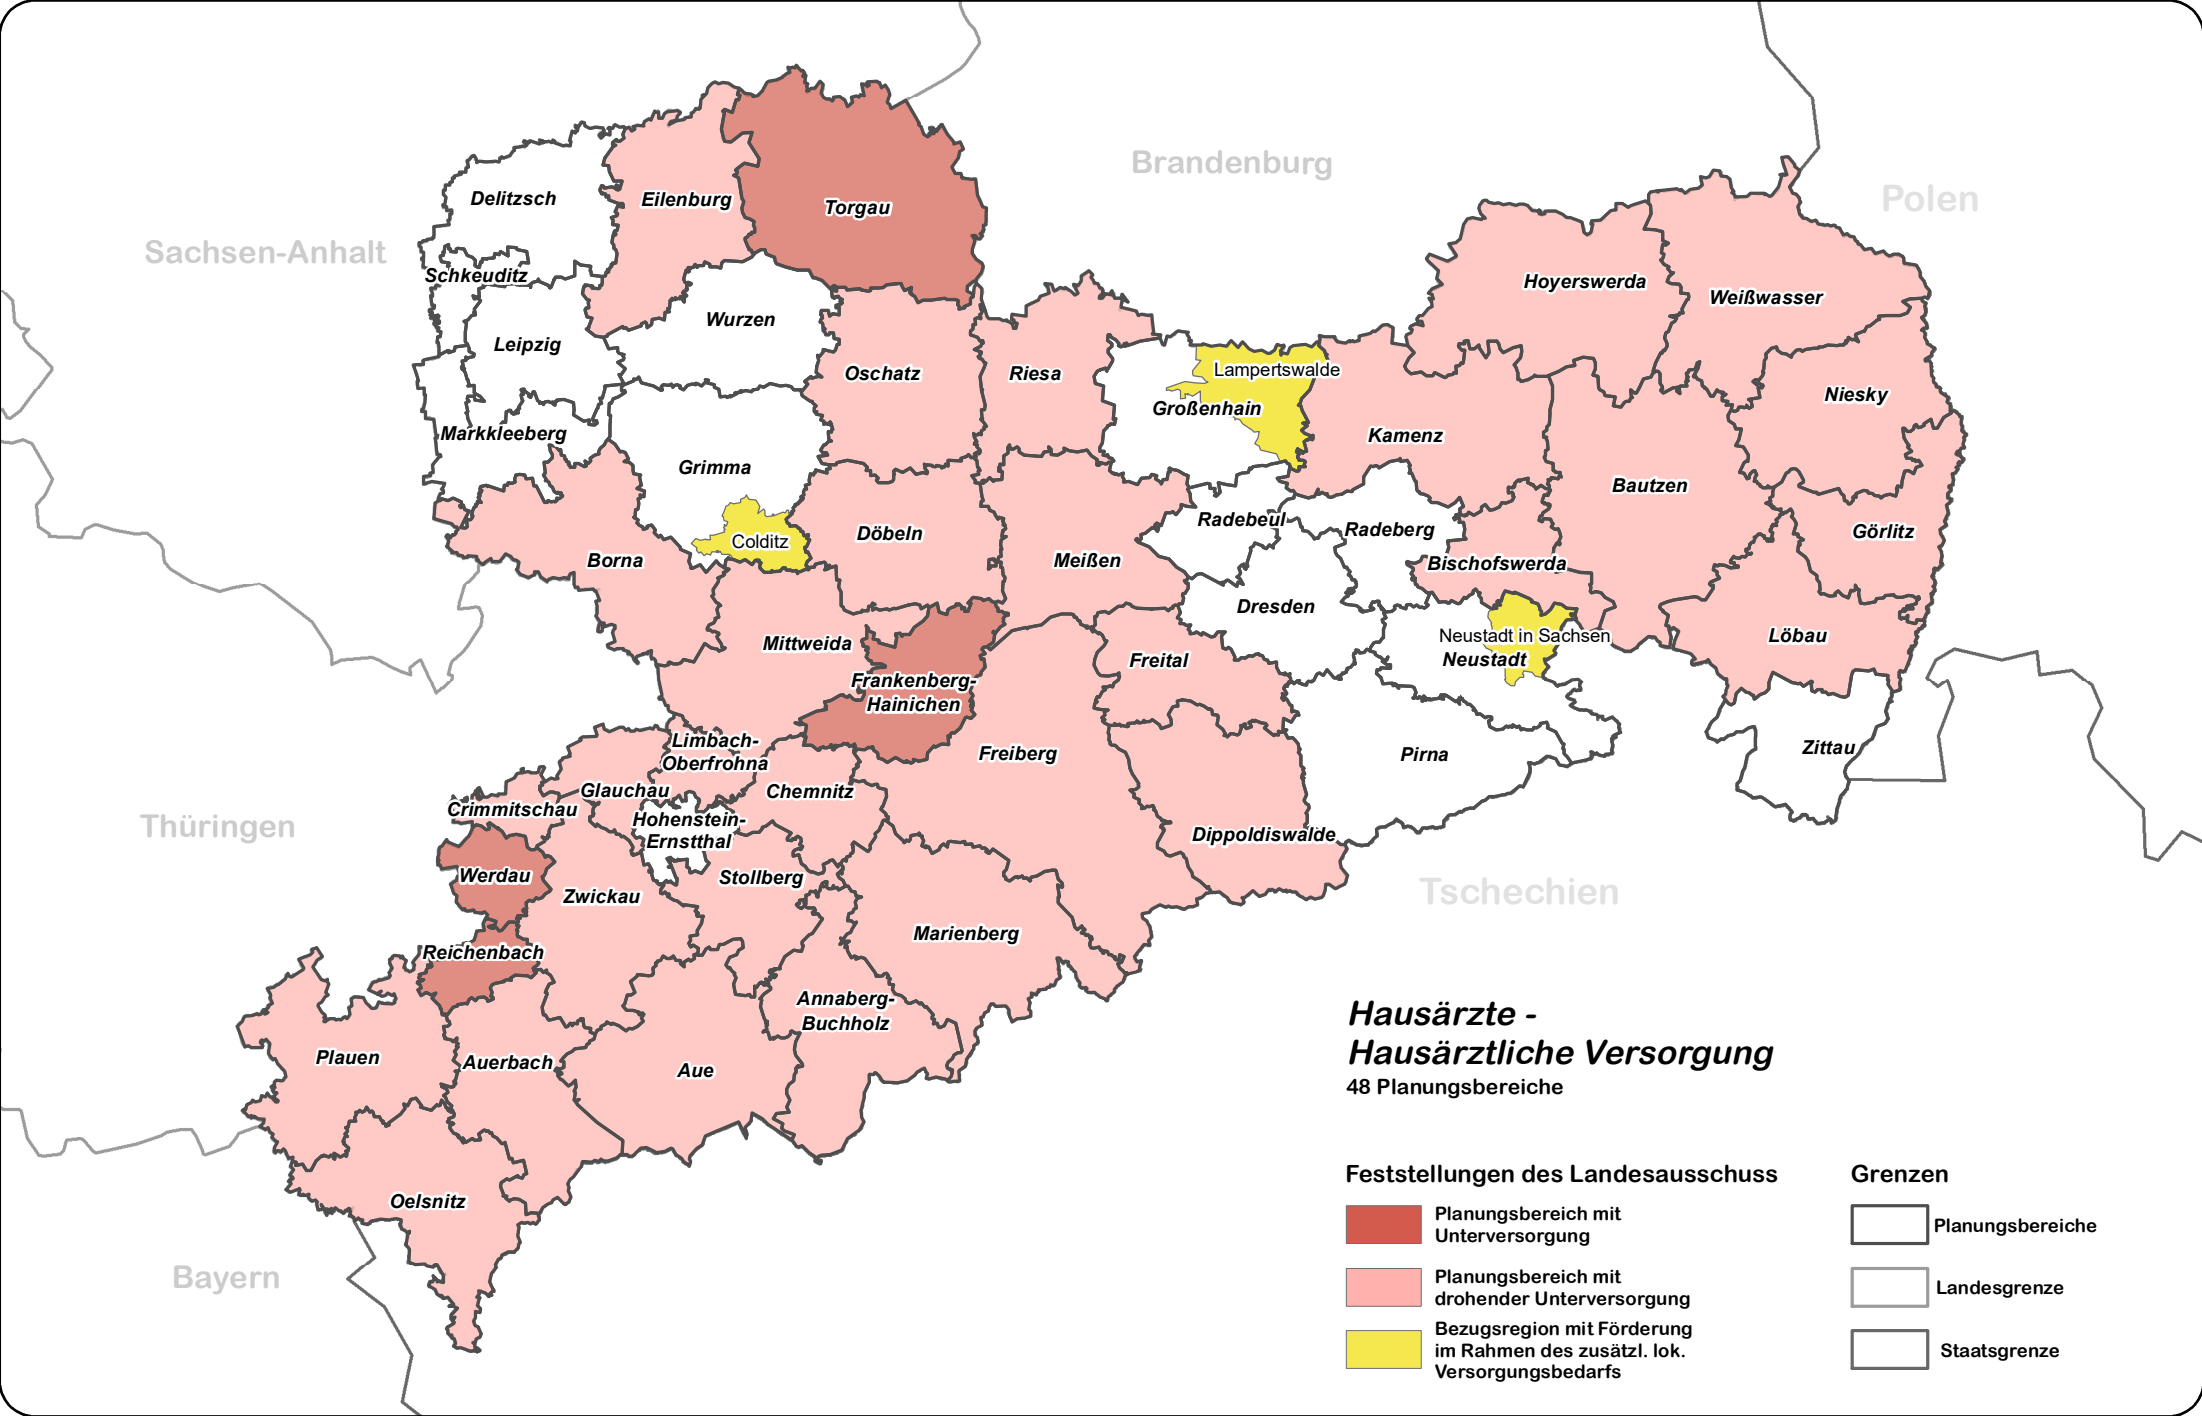 Brandenburg
Polen
Sachsen-Anhalt
Thüringen
Tschechien
Bayern
Delitzsch
Eilenburg
Torgau
Schkeuditz
Leipzig
Wurzen
Oschatz
Riesa
Lampertswalde
Großenhain
Hoyerswerda
Weißwasser
Niesky
Kamenz
Markkleeberg
Grimma
Colditz
Döbeln
Borna
Meißen
Radebeul
Radeberg
Bautzen
Görlitz
Bischofswerda
Dresden
Mittweida
Neustadt in Sachsen
Neustadt
Löbau
Freital
Frankenberg-
Hainichen
Limbach-
Oberfrohna
Freiberg
Pirna
Zittau
Glauchau
Chemnitz
Crimmitschau
Hohenstein-
Ernstthal
Dippoldiswalde
Werdau
Zwickau
Stollberg
Marienberg
Reichenbach
Annaberg-
Buchholz
Plauen
Auerbach
Aue
Oelsnitz
Hausärzte -
Hausärztliche Versorgung
48 Planungsbereiche
Feststellungen des Landesausschuss
Planungsbereich mit
Unterversorgung
Planungsbereich mit
drohender Unterversorgung
Bezugsregion mit Förderung
im Rahmen des zusätzl. lok.
Versorgungsbedarfs
Grenzen
Planungsbereiche
Landesgrenze
Staatsgrenze